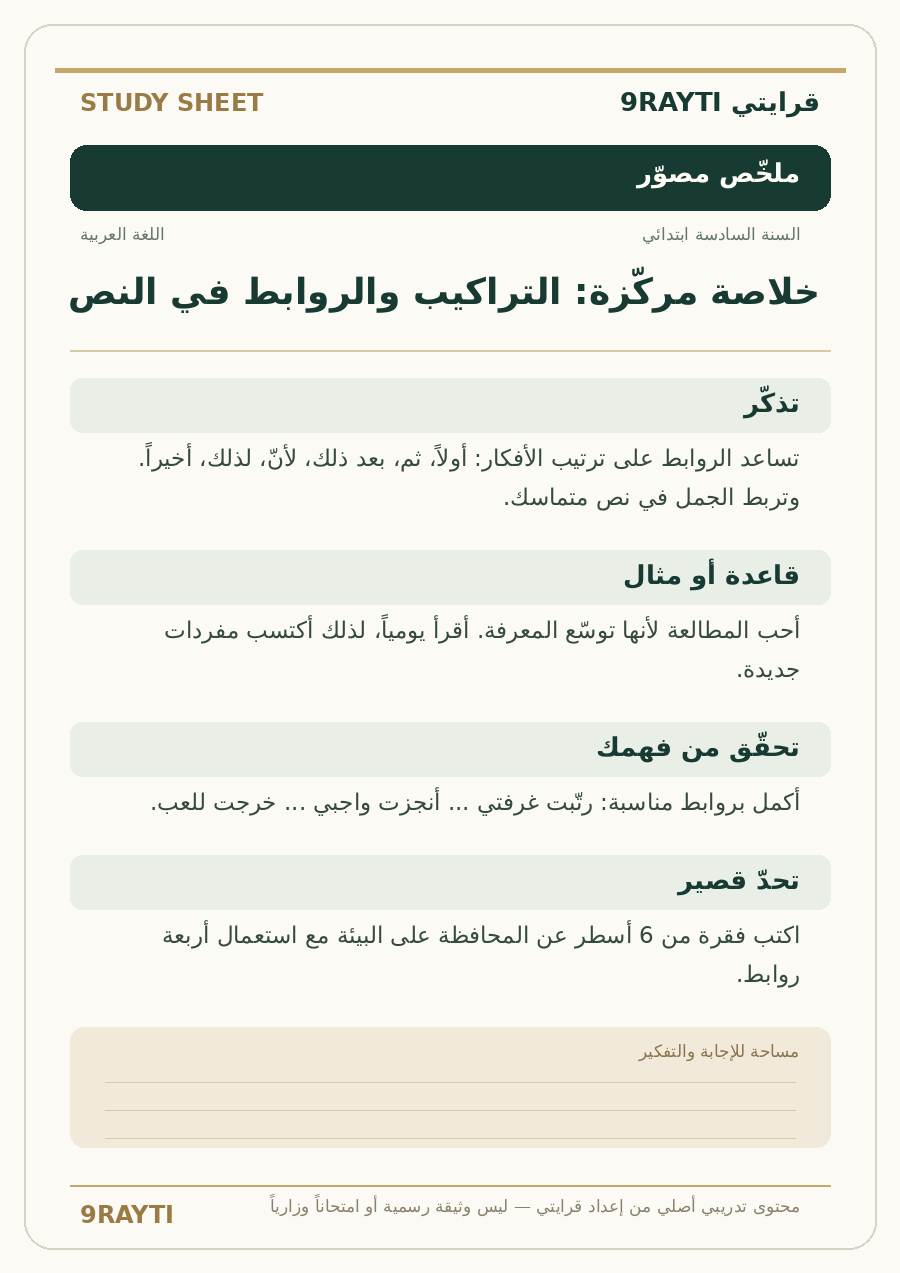 قرايتي 9RAYTI
STUDY SHEET
ملخّص مصوّر
السنة السادسة ابتدائي
اللغة العربية
خلاصة مركّزة: التراكيب والروابط في النص
تذكّر
تساعد الروابط على ترتيب الأفكار: أولاً، ثم، بعد ذلك، لأنّ، لذلك، أخيراً.
وتربط الجمل في نص متماسك.
قاعدة أو مثال
أحب المطالعة لأنها توسّع المعرفة. أقرأ يومياً، لذلك أكتسب مفردات
جديدة.
تحقّق من فهمك
أكمل بروابط مناسبة: رتّبت غرفتي ... أنجزت واجبي ... خرجت للعب.
تحدّ قصير
اكتب فقرة من 6 أسطر عن المحافظة على البيئة مع استعمال أربعة
روابط.
مساحة للإجابة والتفكير
محتوى تدريبي أصلي من إعداد قرايتي — ليس وثيقة رسمية أو امتحاناً وزارياً
9RAYTI